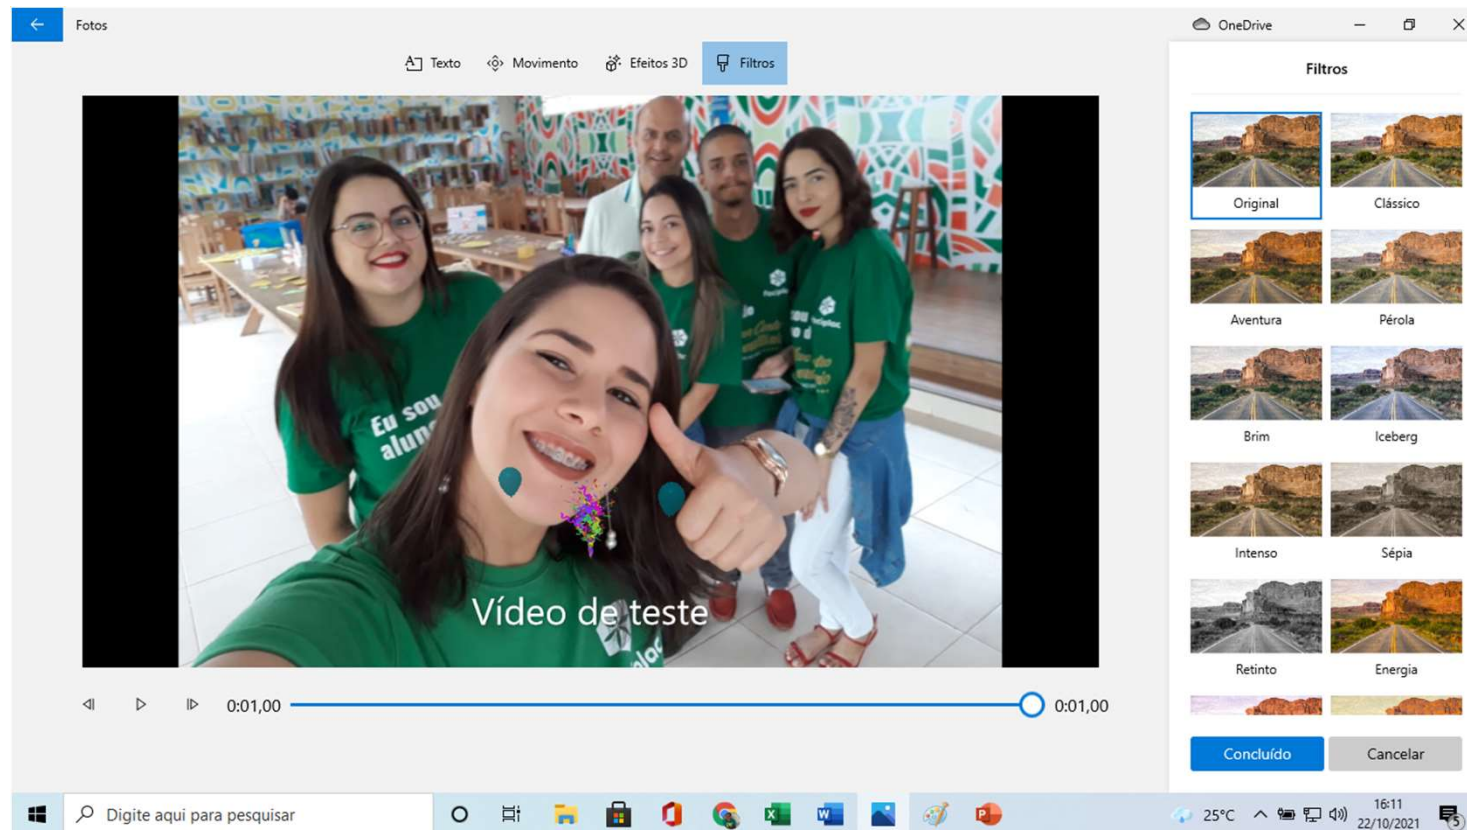 Fotos
OneDrive
Texto
Movimento
Efeitos 3D
Filtros
Filtros
Original
Clássico
Aventura
Pérola
Brim
Iceberg
Intenso
Sépia
Retinto
Energia
Eu sou
aluno
Vídeo de teste
0:01,00
0:01,00
Concluído
Cancelar
Digite aqui para pesquisar
25°C
16:11
22/10/2021
5